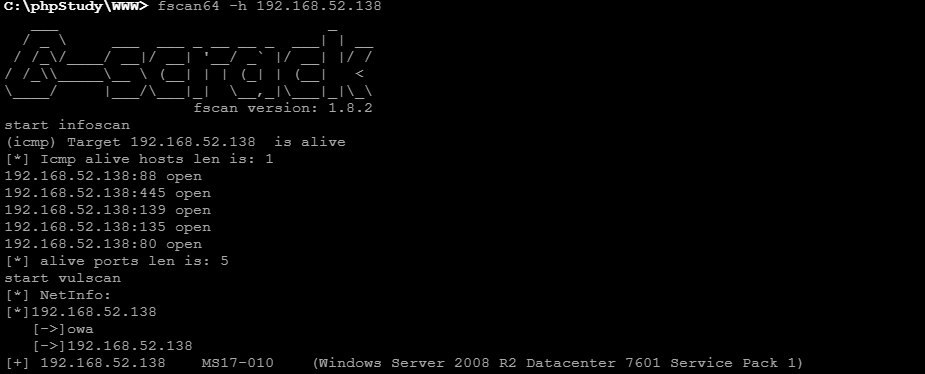 C:\phpStudy\WWW> fscan64 -h 192.168.52.138
fscan version: 1.8.2
start infoscan
(icmp) Target 192.168.52.138  is alive
[*] Icmp alive hosts len is: 1
192.168.52.138:88 open
192.168.52.138:445 open
192.168.52.138:139 open
192.168.52.138:135 open
192.168.52.138:80 open
[*] alive ports len is: 5
start vulscan
[*] NetInfo:
[*]192.168.52.138
   [->]owa
   [->]192.168.52.138
[+] 192.168.52.138    MS17-010    (Windows Server 2008 R2 Datacenter 7601 Service Pack 1)